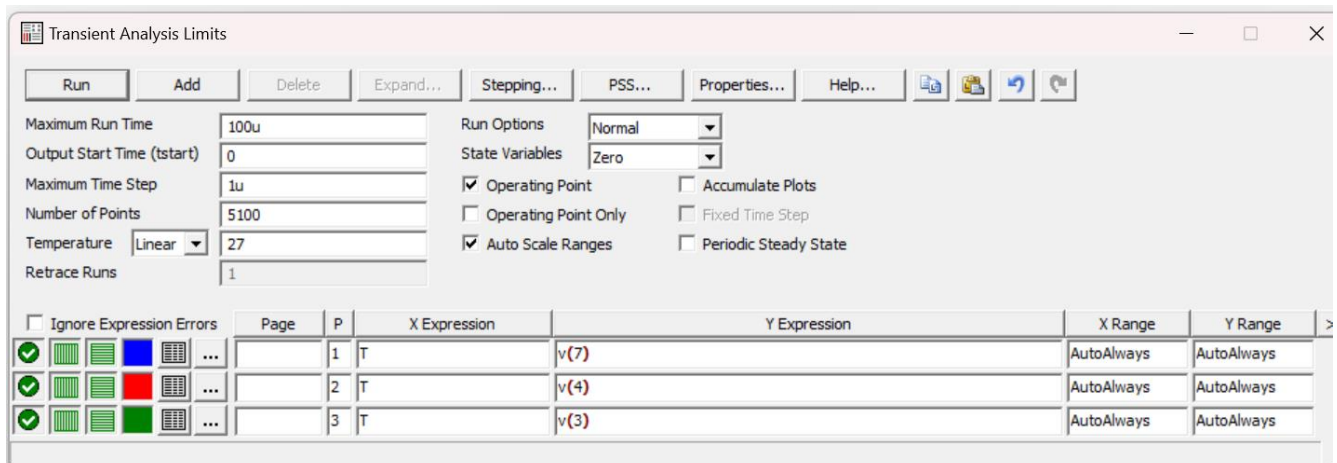 Transient Analysis Limits
Run Add Delete Expand... Stepping... PSS... Properties... Help...
Maximum Run Time 100u Run Options Normal
Output Start Time (tstart) 0 State Variables Zero
Maximum Time Step 1u Operating Point Accumulate Plots
Number of Points 5100 Operating Point Only Fixed Time Step
Temperature Linear 27 Auto Scale Ranges Periodic Steady State
Retrace Runs 1
Ignore Expression Errors Page P X Expression Y Expression X Range Y Range >
... 1 T v(7) AutoAlways AutoAlways
... 2 T v(4) AutoAlways AutoAlways
... 3 T v(3) AutoAlways AutoAlways